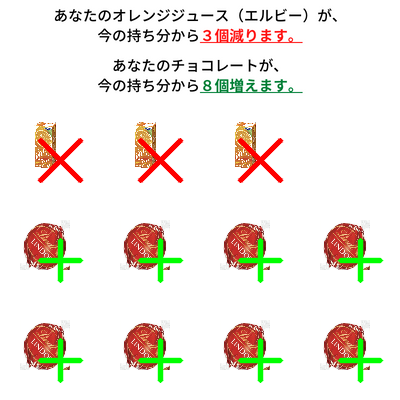 あなたのオレンジジュース（エルビー）が、
今の持ち分から３個減ります。
あなたのチョコレートが、
今の持ち分から８個増えます。